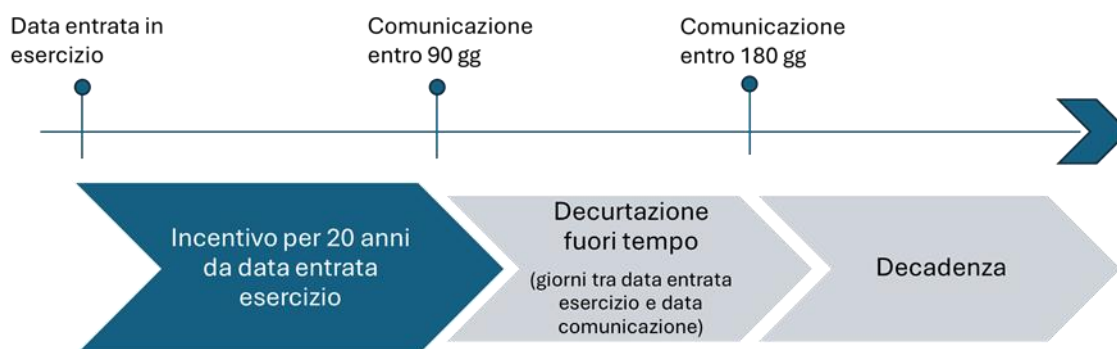 Data entrata in
esercizio
Comunicazione
entro 90 gg
Comunicazione
entro 180 gg
Incentivo per 20 anni
da data entrata
esercizio
Decurtazione
fuori tempo
(giorni tra data entrata
esercizio e data
comunicazione)
Decadenza